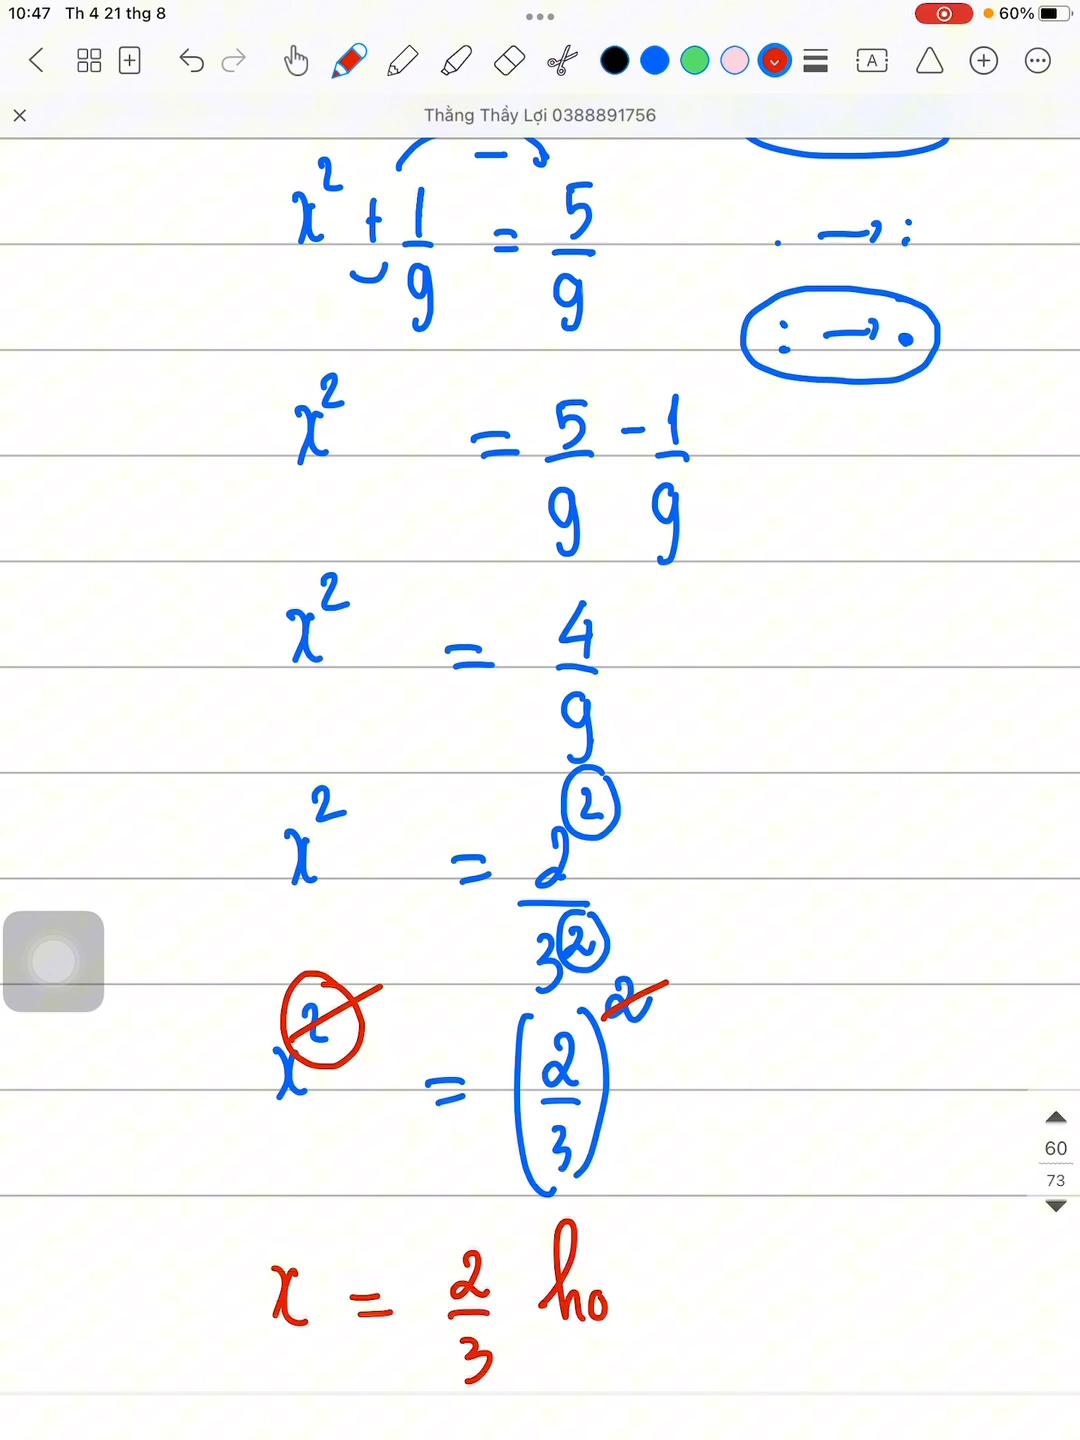 10:47 Th 4 21 thg 8 60%
A
Thằng Thầy Lợi 0388891756
−
x² + 1/9 = 5/9
. → :
: → .
x² = 5/9 - 1/9
x² = 4/9
x² = 2²/3²
x² = (2/3)²
60
73
x = 2/3 ho